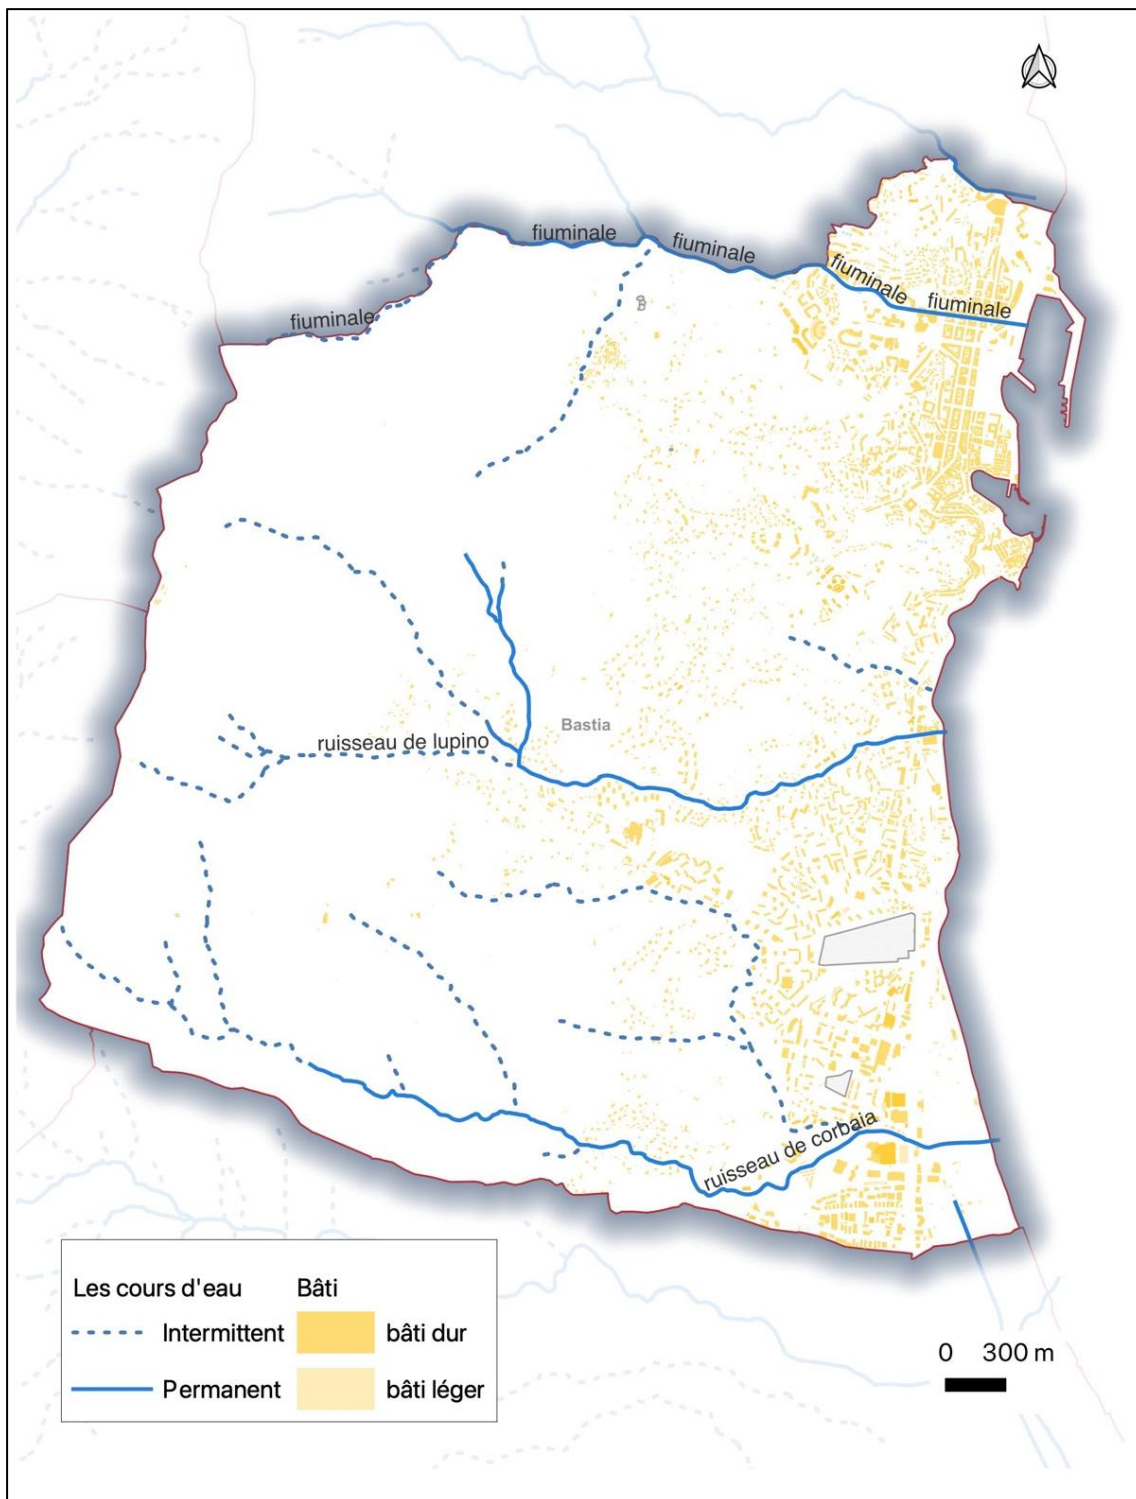 fiuminale
fiuminale
fiuminale
fiuminale
fiuminale
Bastia
ruisseau de lupino
ruisseau de corbaia
Les cours d'eau
Bâti
Intermittent
bâti dur
Permanent
bâti léger
0 300 m